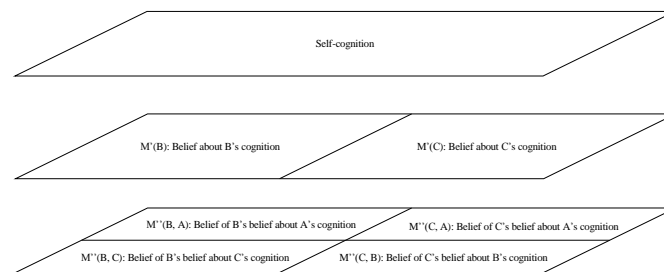 Self-cognition
M'(B): Belief about B's cognition
M'(C): Belief about C's cognition
M''(B, A): Belief of B's belief about A's cognition
M''(C, A): Belief of C's belief about A's cognition
M''(B, C): Belief of B's belief about C's cognition
M''(C, B): Belief of C's belief about B's cognition